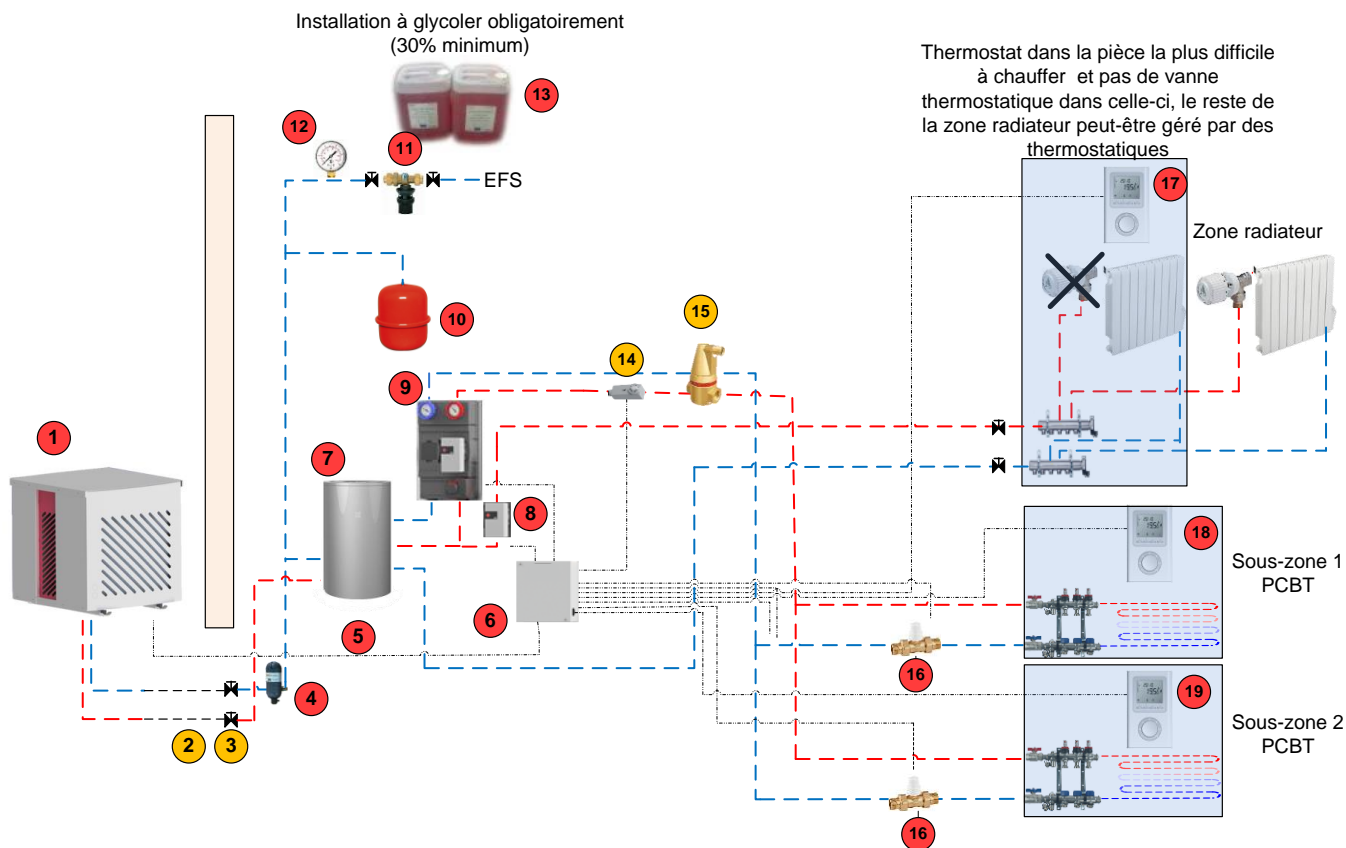 Installation à glycoler obligatoirement
(30% minimum)
Thermostat dans la pièce la plus difficile
à chauffer et pas de vanne
thermostatique dans celle-ci, le reste de
la zone radiateur peut-être géré par des
thermostatiques
13
12
11
EFS
17
Zone radiateur
10
15
14
9
1
7
8
18
Sous-zone 1
PCBT
6
5
16
4
19
Sous-zone 2
PCBT
2
3
16